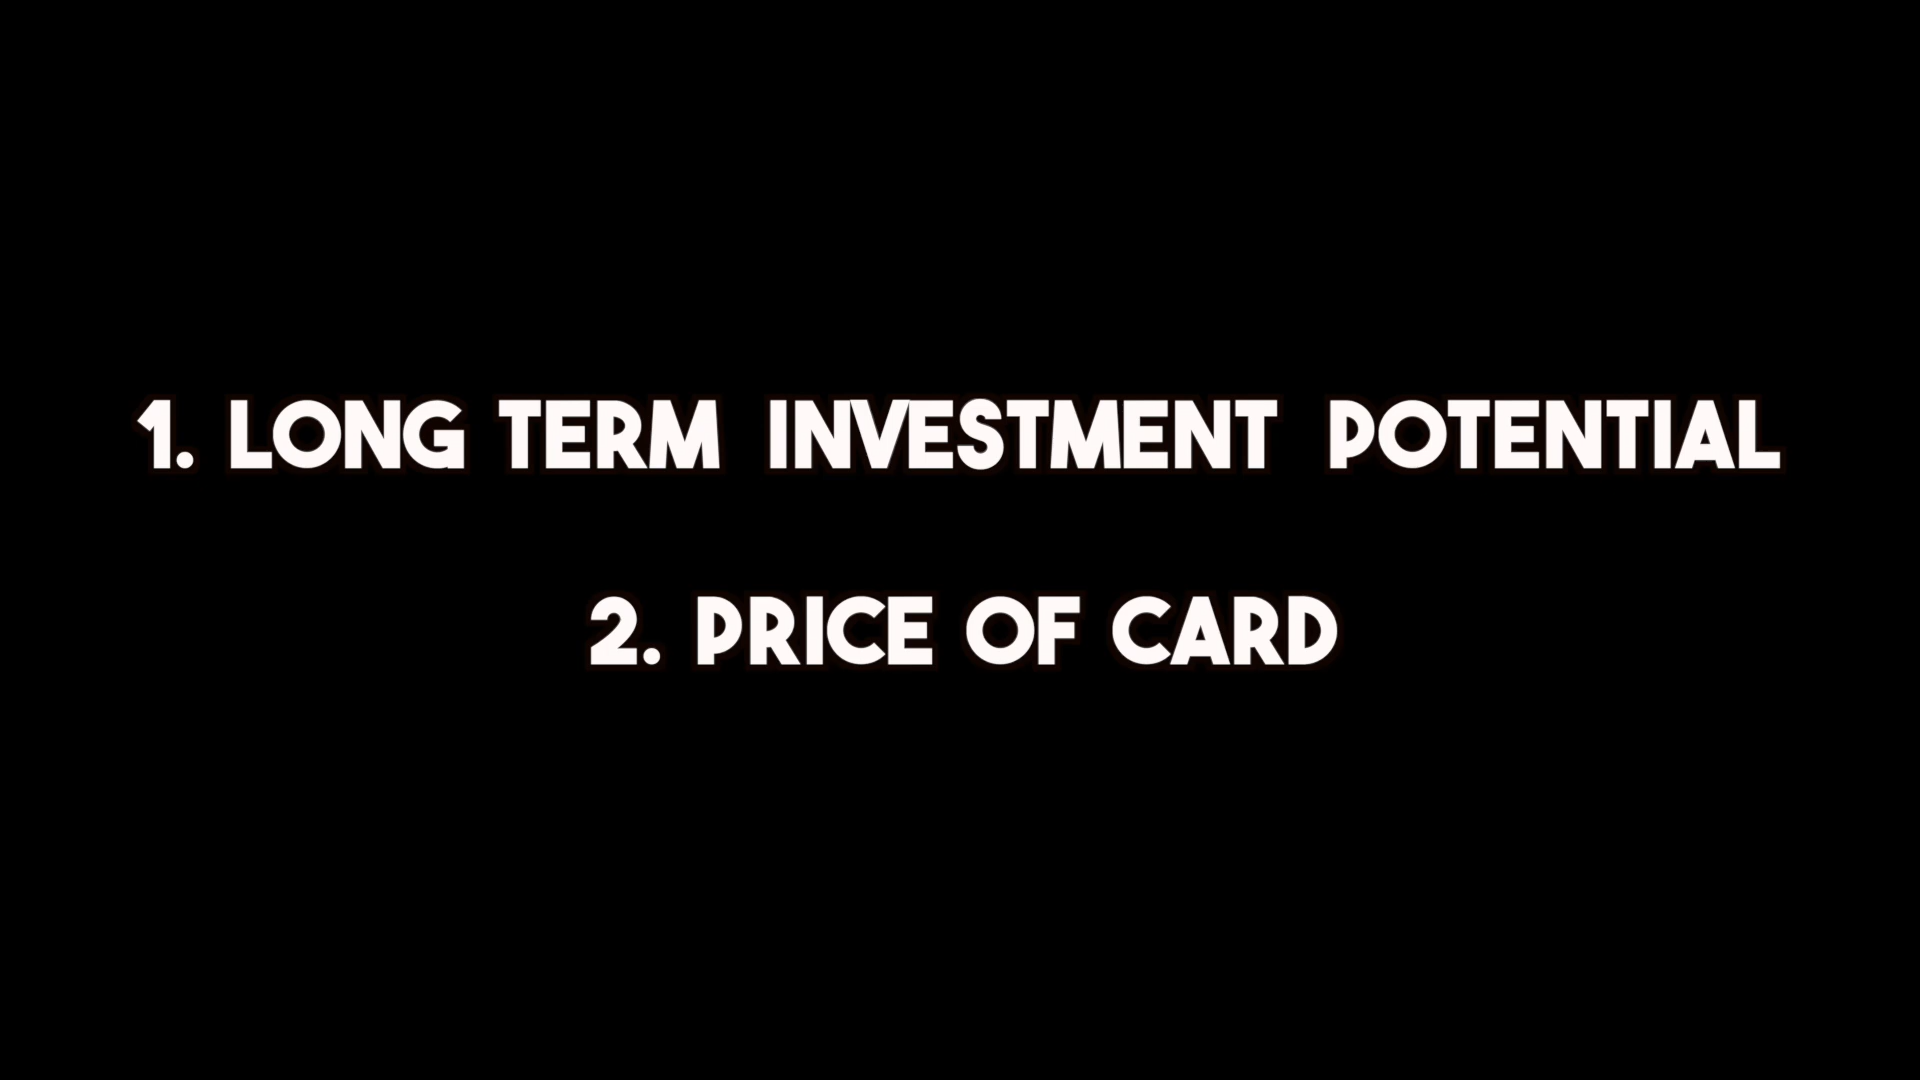 1. LONG TERM INVESTMENT POTENTIAL
2. PRICE OF CARD